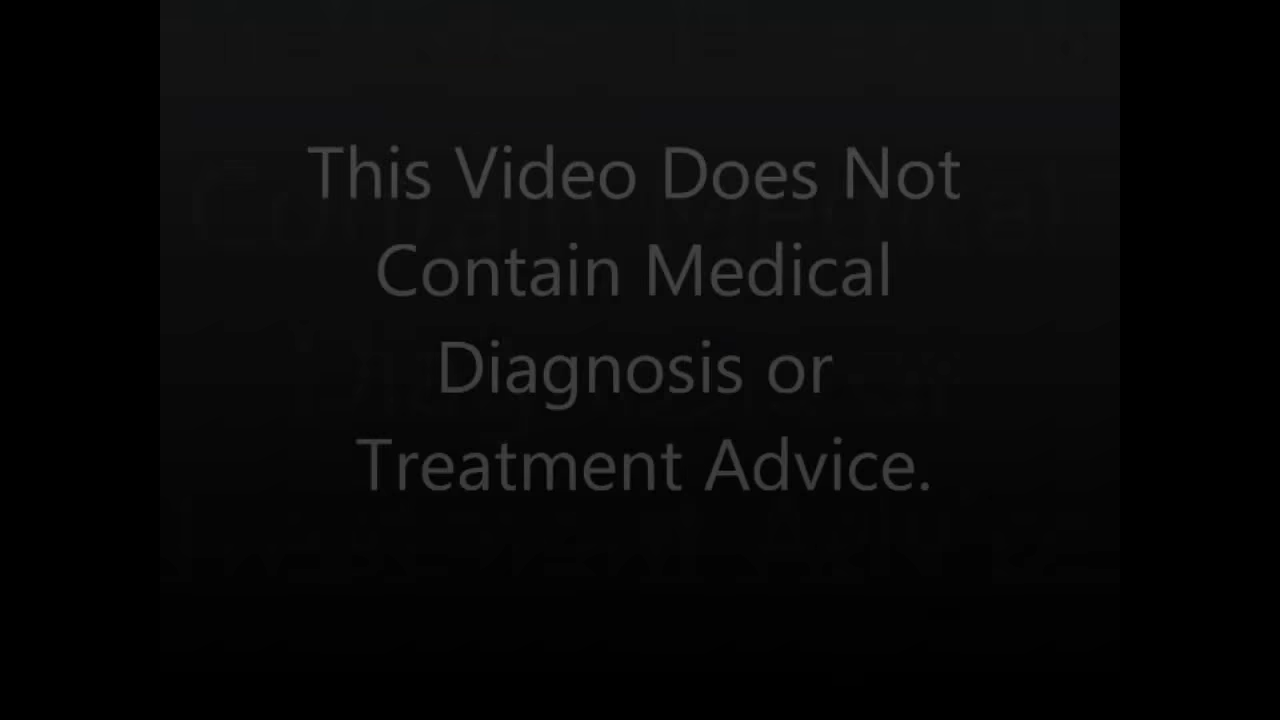 This Video Does Not
Contain Medical
Diagnosis or
Treatment Advice.